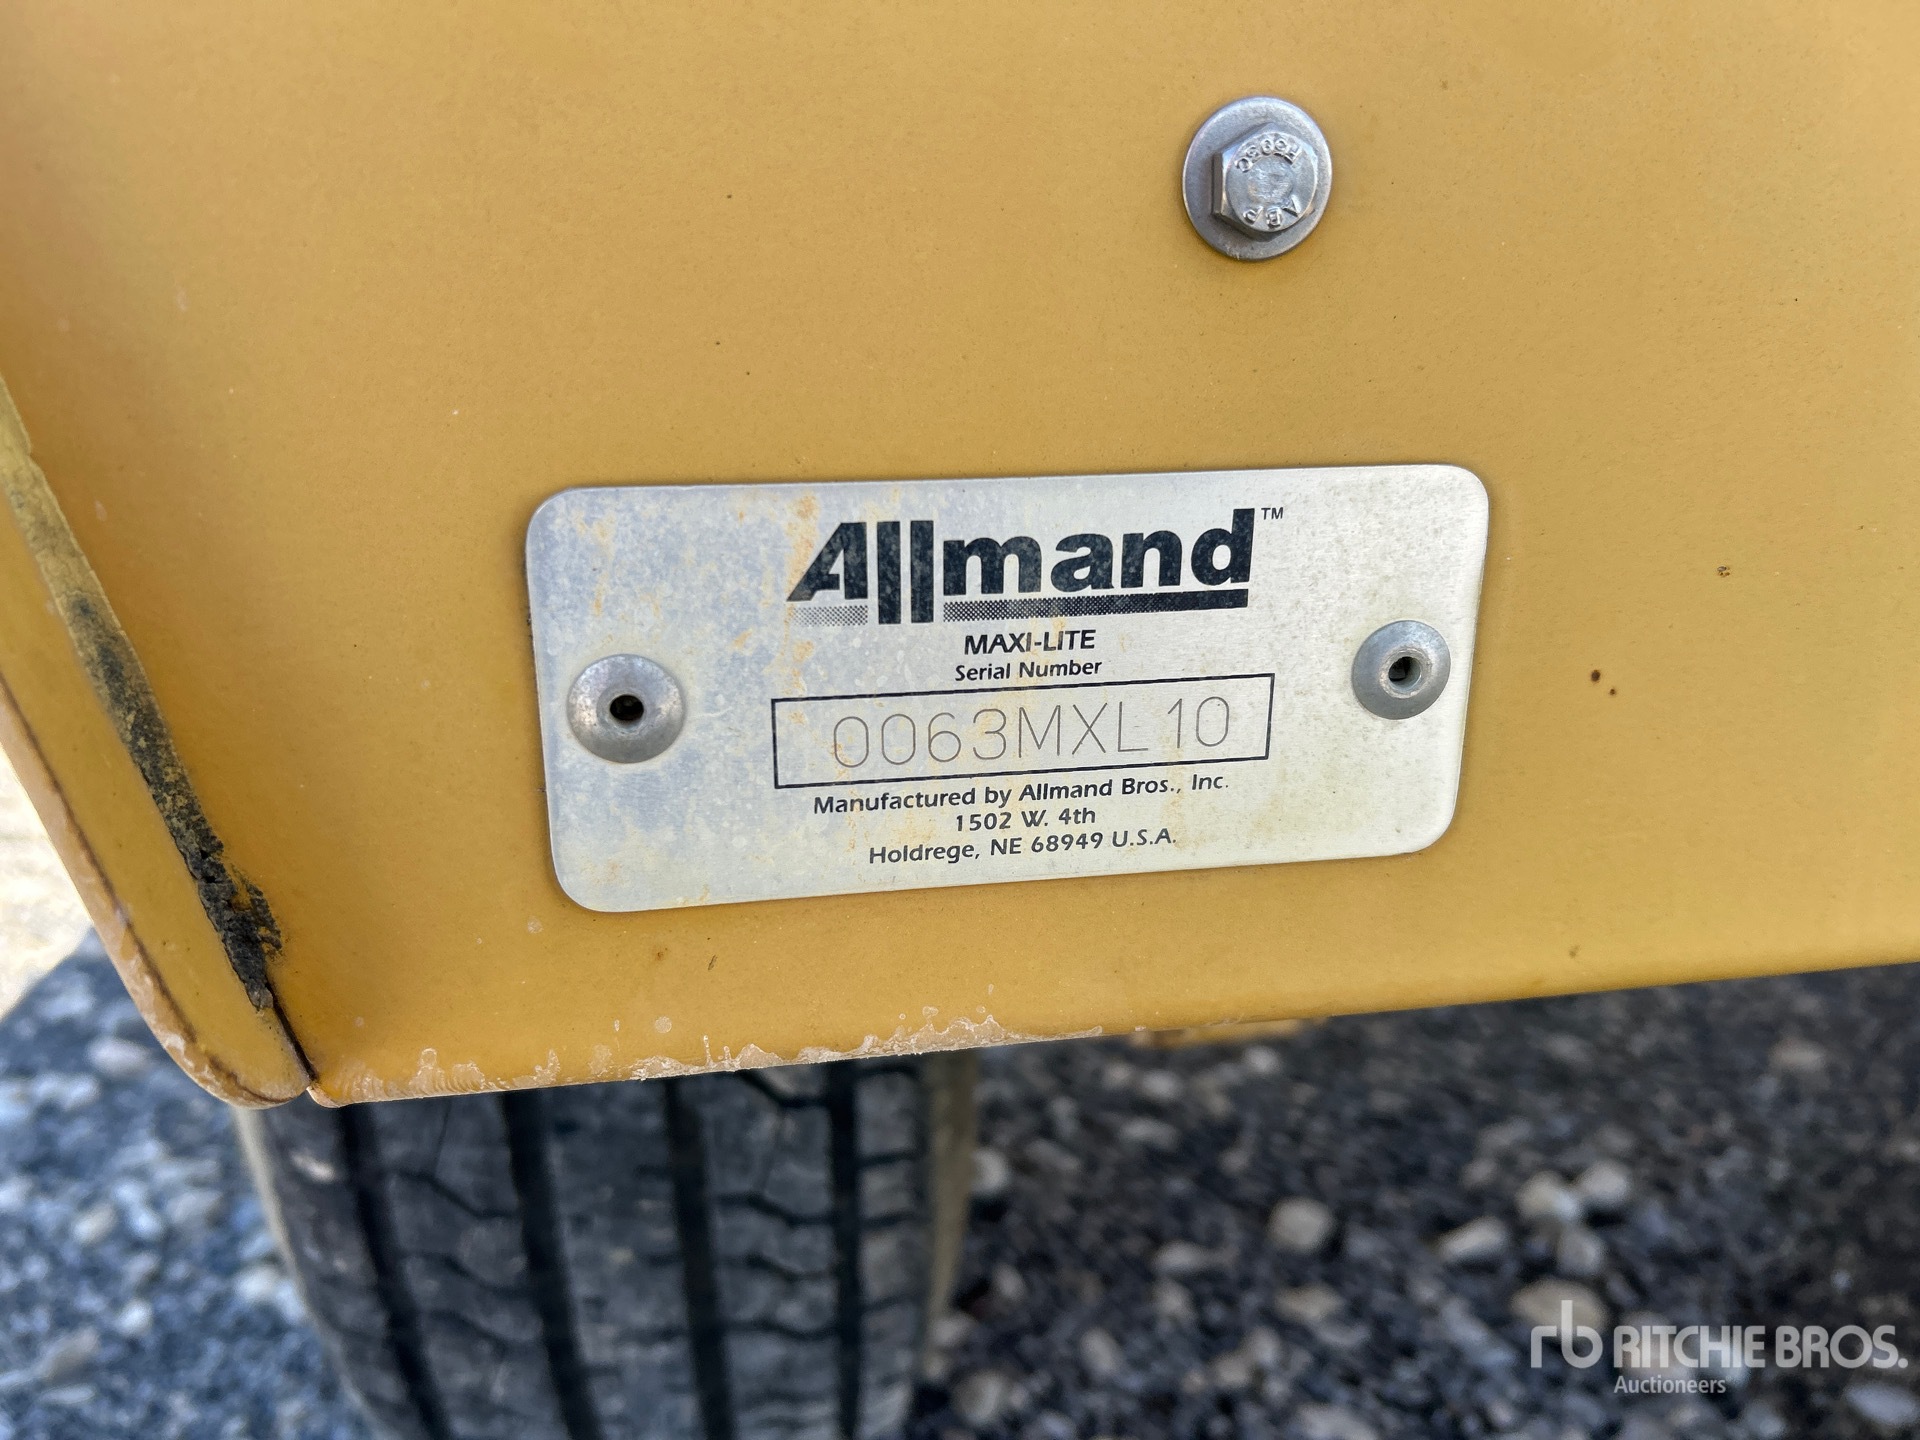 Allmand™
MAXI-LITE
Serial Number
0063MXL10
Manufactured by Allmand Bros., Inc.
1502 W. 4th
Holdrege, NE 68949 U.S.A.
rb RITCHIE BROS.
Auctioneers